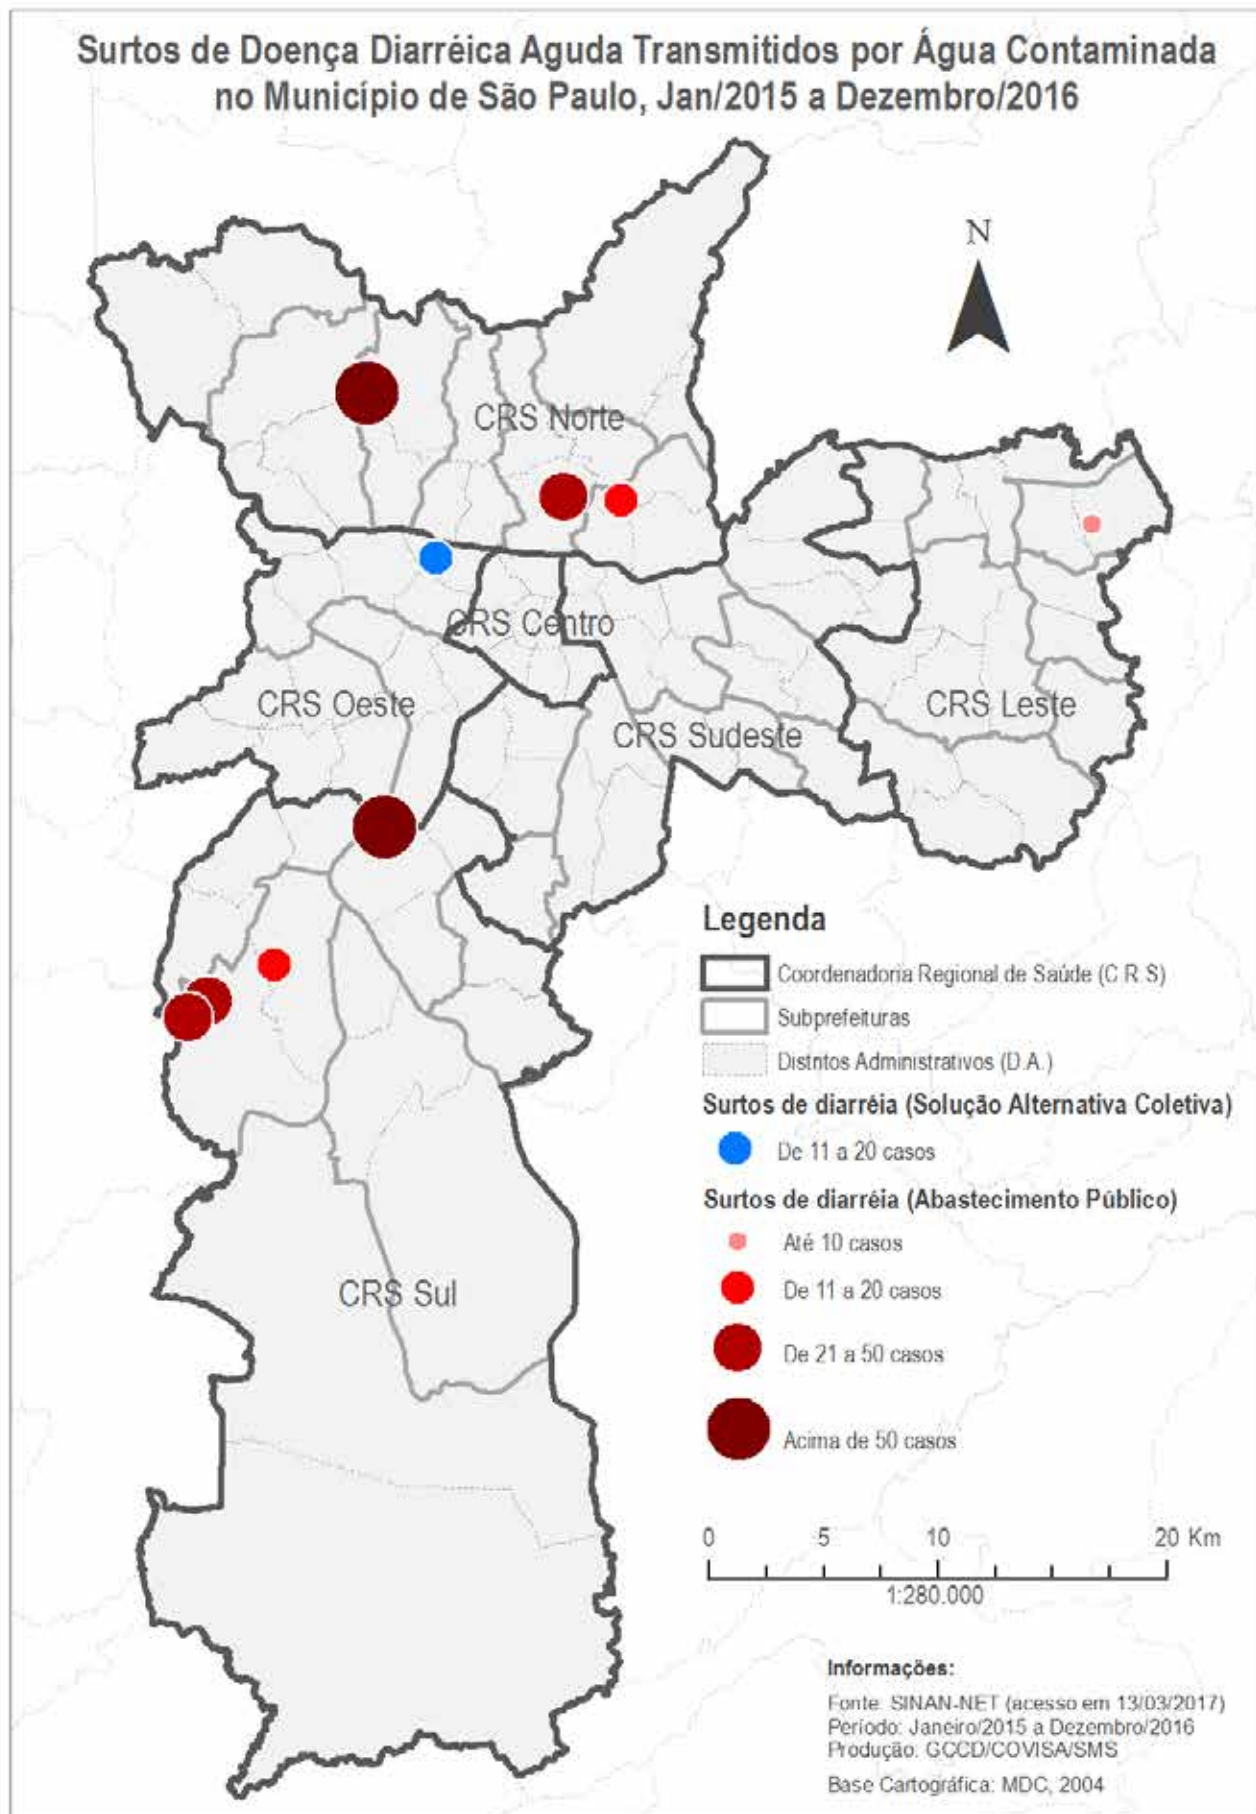 Surtos de Doença Diarréica Aguda Transmitidos por Água Contaminada
no Município de São Paulo, Jan/2015 a Dezembro/2016
N
CRS Norte
CRS Centro
CRS Oeste
CRS Leste
CRS Sudeste
CRS Sul
Legenda
Coordenadoria Regional de Saúde (C R S)
Subprefeituras
Distritos Administrativos (D.A.)
Surtos de diarréia (Solução Alternativa Coletiva)
De 11 a 20 casos
Surtos de diarréia (Abastecimento Público)
Até 10 casos
De 11 a 20 casos
De 21 a 50 casos
Acima de 50 casos
0 5 10 20 Km
1:280.000
Informações:
Fonte: SINAN-NET (acesso em 13/03/2017)
Período: Janeiro/2015 a Dezembro/2016
Produção: GCCD/COVISA/SMS
Base Cartográfica: MDC, 2004